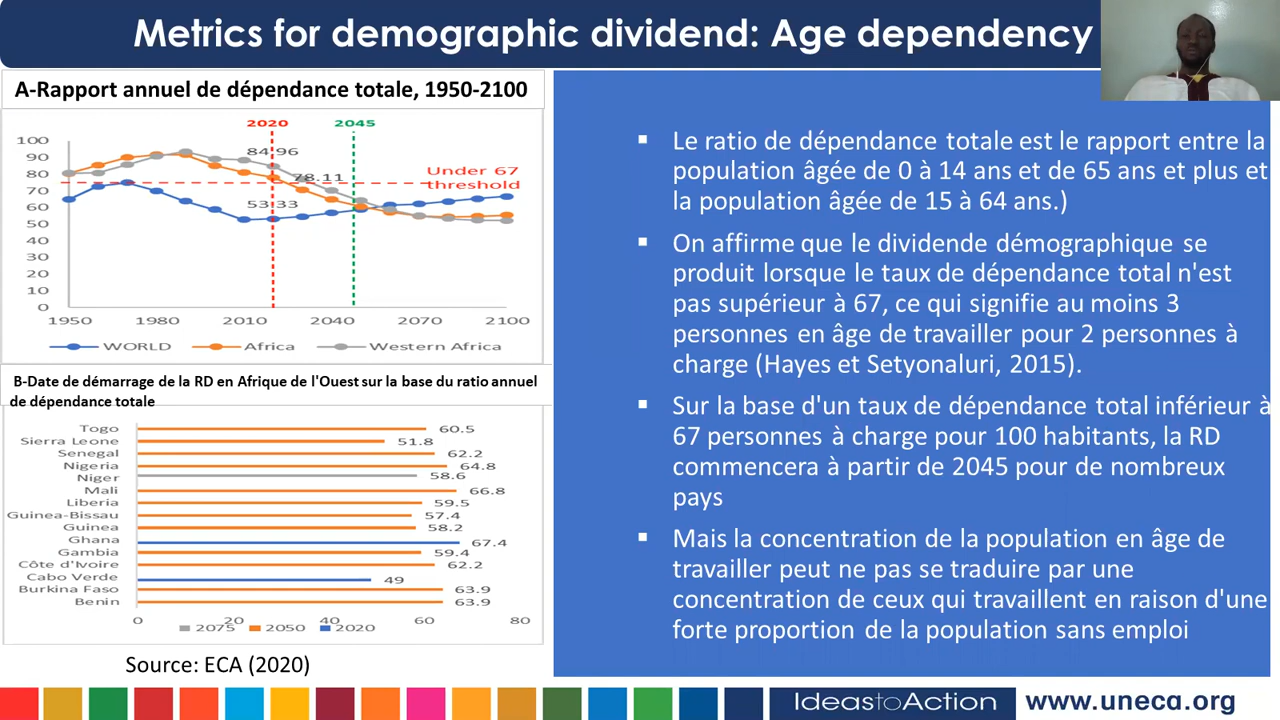 Metrics for demographic dividend: Age dependency
A-Rapport annuel de dépendance totale, 1950-2100
2020
2045
100
90
80
70
60
50
40
30
20
10
0
84.96
78.11
53.33
Under 67
threshold
1950
1980
2010
2040
2070
2100
WORLD
Africa
Western Africa
B-Date de démarrage de la RD en Afrique de l'Ouest sur la base du ratio annuel
de dépendance totale
Togo 60.5
Sierra Leone 51.8
Senegal 62.2
Nigeria 64.8
Niger 58.6
Mali 66.8
Liberia 59.5
Guinea-Bissau 57.4
Guinea 58.2
Ghana 67.4
Gambia 59.4
Côte d'Ivoire 62.2
Cabo Verde 49
Burkina Faso 63.9
Benin 63.9
0 20 40 60 80
2075 2050 2020
Source: ECA (2020)
▪ Le ratio de dépendance totale est le rapport entre la
population âgée de 0 à 14 ans et de 65 ans et plus et
la population âgée de 15 à 64 ans.)
▪ On affirme que le dividende démographique se
produit lorsque le taux de dépendance total n'est
pas supérieur à 67, ce qui signifie au moins 3
personnes en âge de travailler pour 2 personnes à
charge (Hayes et Setyonaluri, 2015).
▪ Sur la base d'un taux de dépendance total inférieur à
67 personnes à charge pour 100 habitants, la RD
commencera à partir de 2045 pour de nombreux
pays
▪ Mais la concentration de la population en âge de
travailler peut ne pas se traduire par une
concentration de ceux qui travaillent en raison d'une
forte proportion de la population sans emploi
IdeastoAction
www.uneca.org